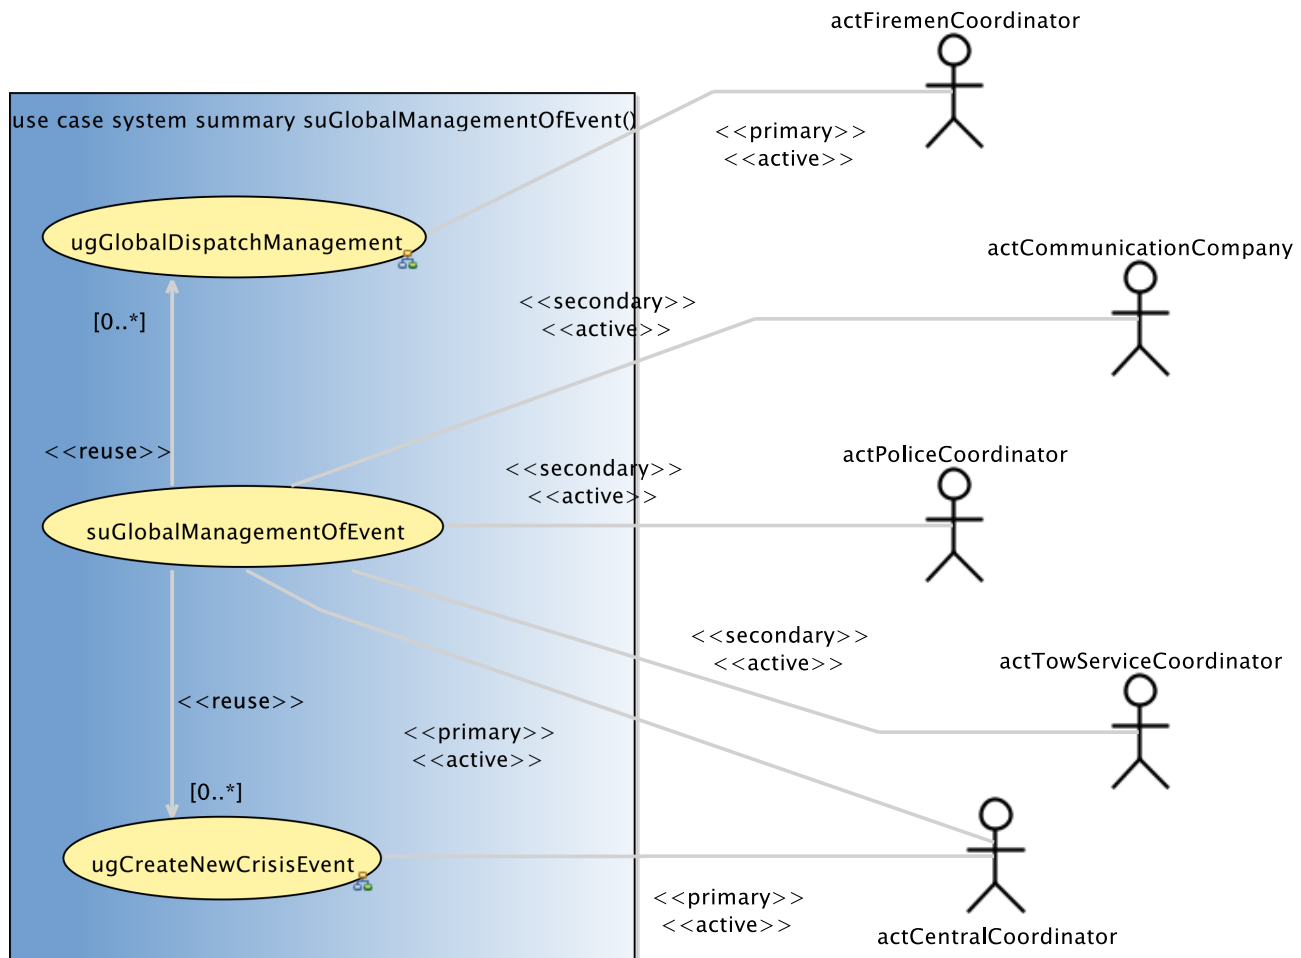 actFiremenCoordinator
use case system summary suGlobalManagementOfEvent()
<<primary>>
<<active>>
ugGlobalDispatchManagement
actCommunicationCompany
[0..*]
<<secondary>>
<<active>>
<<reuse>>
actPoliceCoordinator
<<secondary>>
<<active>>
suGlobalManagementOfEvent
<<secondary>>
<<active>>
actTowServiceCoordinator
<<reuse>>
<<primary>>
<<active>>
[0..*]
ugCreateNewCrisisEvent
<<primary>>
<<active>>
actCentralCoordinator